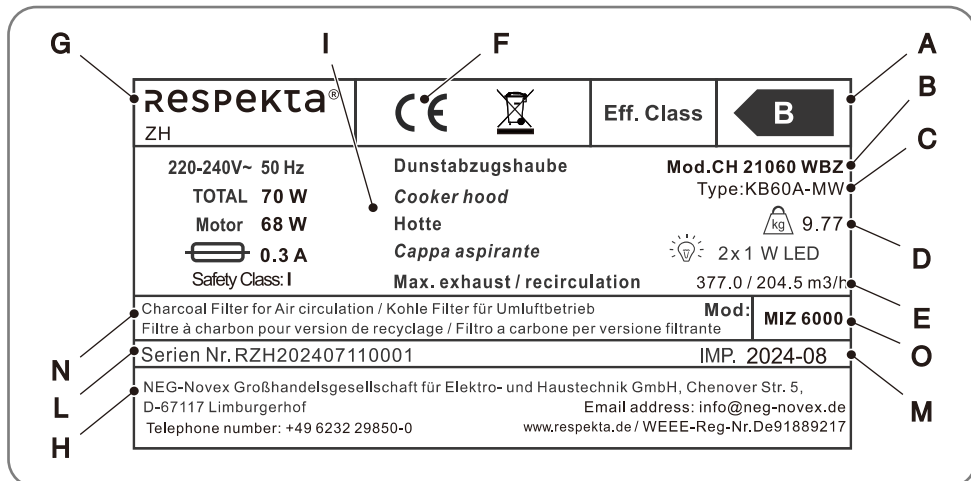 G
I
F
A
B
C
D
E
O
M
N
L
H
Respekta®
ZH
CE
Eff. Class
B
220-240V~ 50 Hz
TOTAL 70 W
Motor 68 W
0.3 A
Safety Class: I
Dunstabzugshaube
Cooker hood
Hotte
Cappa aspirante
Max. exhaust / recirculation
Mod.CH 21060 WBZ
Type:KB60A-MW
kg 9.77
2x1 W LED
377.0 / 204.5 m3/h
Charcoal Filter for Air circulation / Kohle Filter für Umluftbetrieb
Filtre à charbon pour version de recyclage / Filtro a carbone per versione filtrante
Mod:
MIZ 6000
Serien Nr.RZH202407110001
IMP. 2024-08
NEG-Novex Großhandelsgesellschaft für Elektro- und Haustechnik GmbH, Chenover Str. 5,
D-67117 Limburgerhof
Email address: info@neg-novex.de
Telephone number: +49 6232 29850-0
www.respekta.de / WEEE-Reg-Nr.De91889217